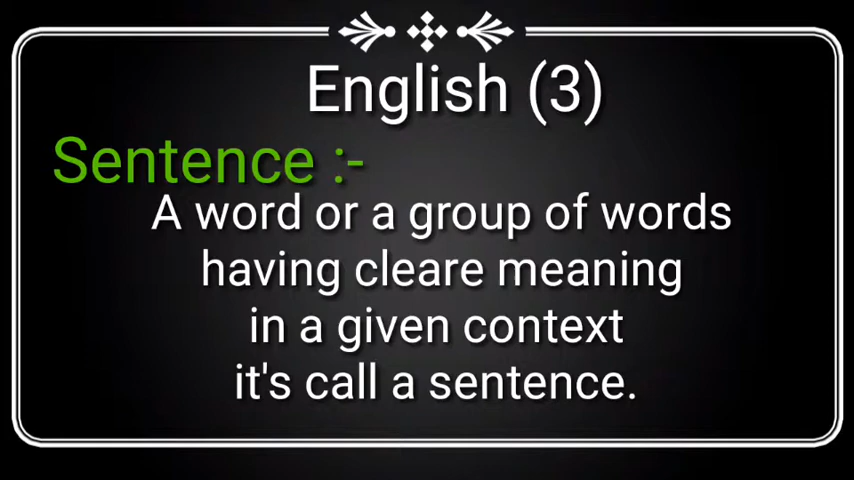 English (3)
Sentence :-
A word or a group of words
having cleare meaning
in a given context
it's call a sentence.